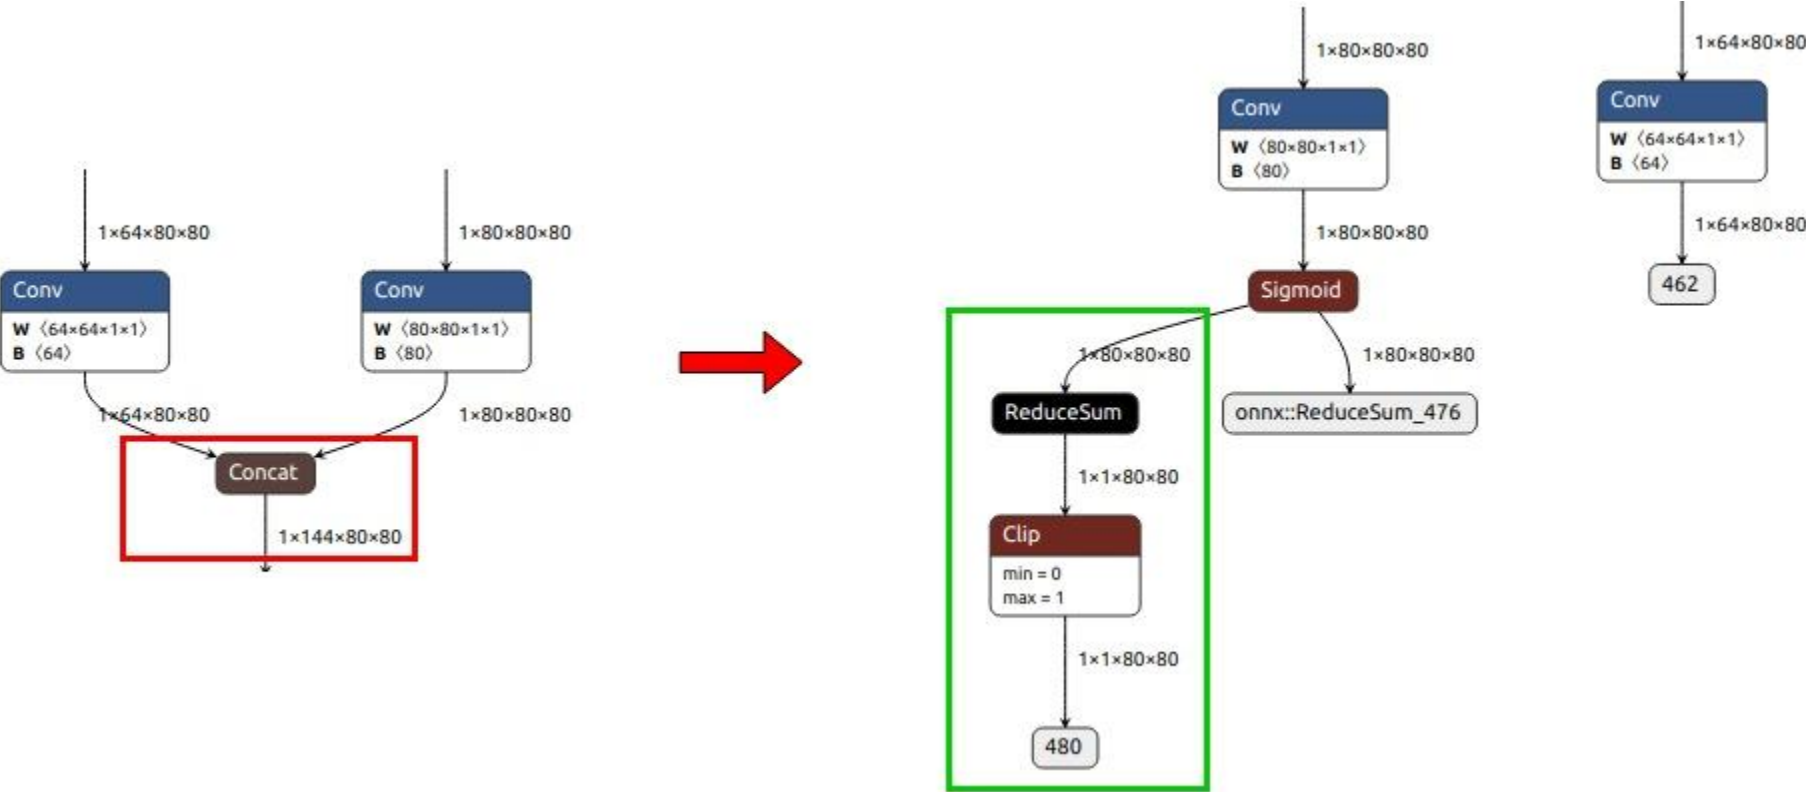 1×64×80×80
1×80×80×80
Conv
W 〈64×64×1×1〉
B 〈64〉
Conv
W 〈80×80×1×1〉
B 〈80〉
1×64×80×80
1×80×80×80
Concat
1×144×80×80
1×80×80×80
Conv
W 〈80×80×1×1〉
B 〈80〉
1×80×80×80
Sigmoid
1×80×80×80
1×80×80×80
ReduceSum
onnx::ReduceSum_476
1×1×80×80
Clip
min = 0
max = 1
1×1×80×80
480
1×64×80×80
Conv
W 〈64×64×1×1〉
B 〈64〉
1×64×80×80
462